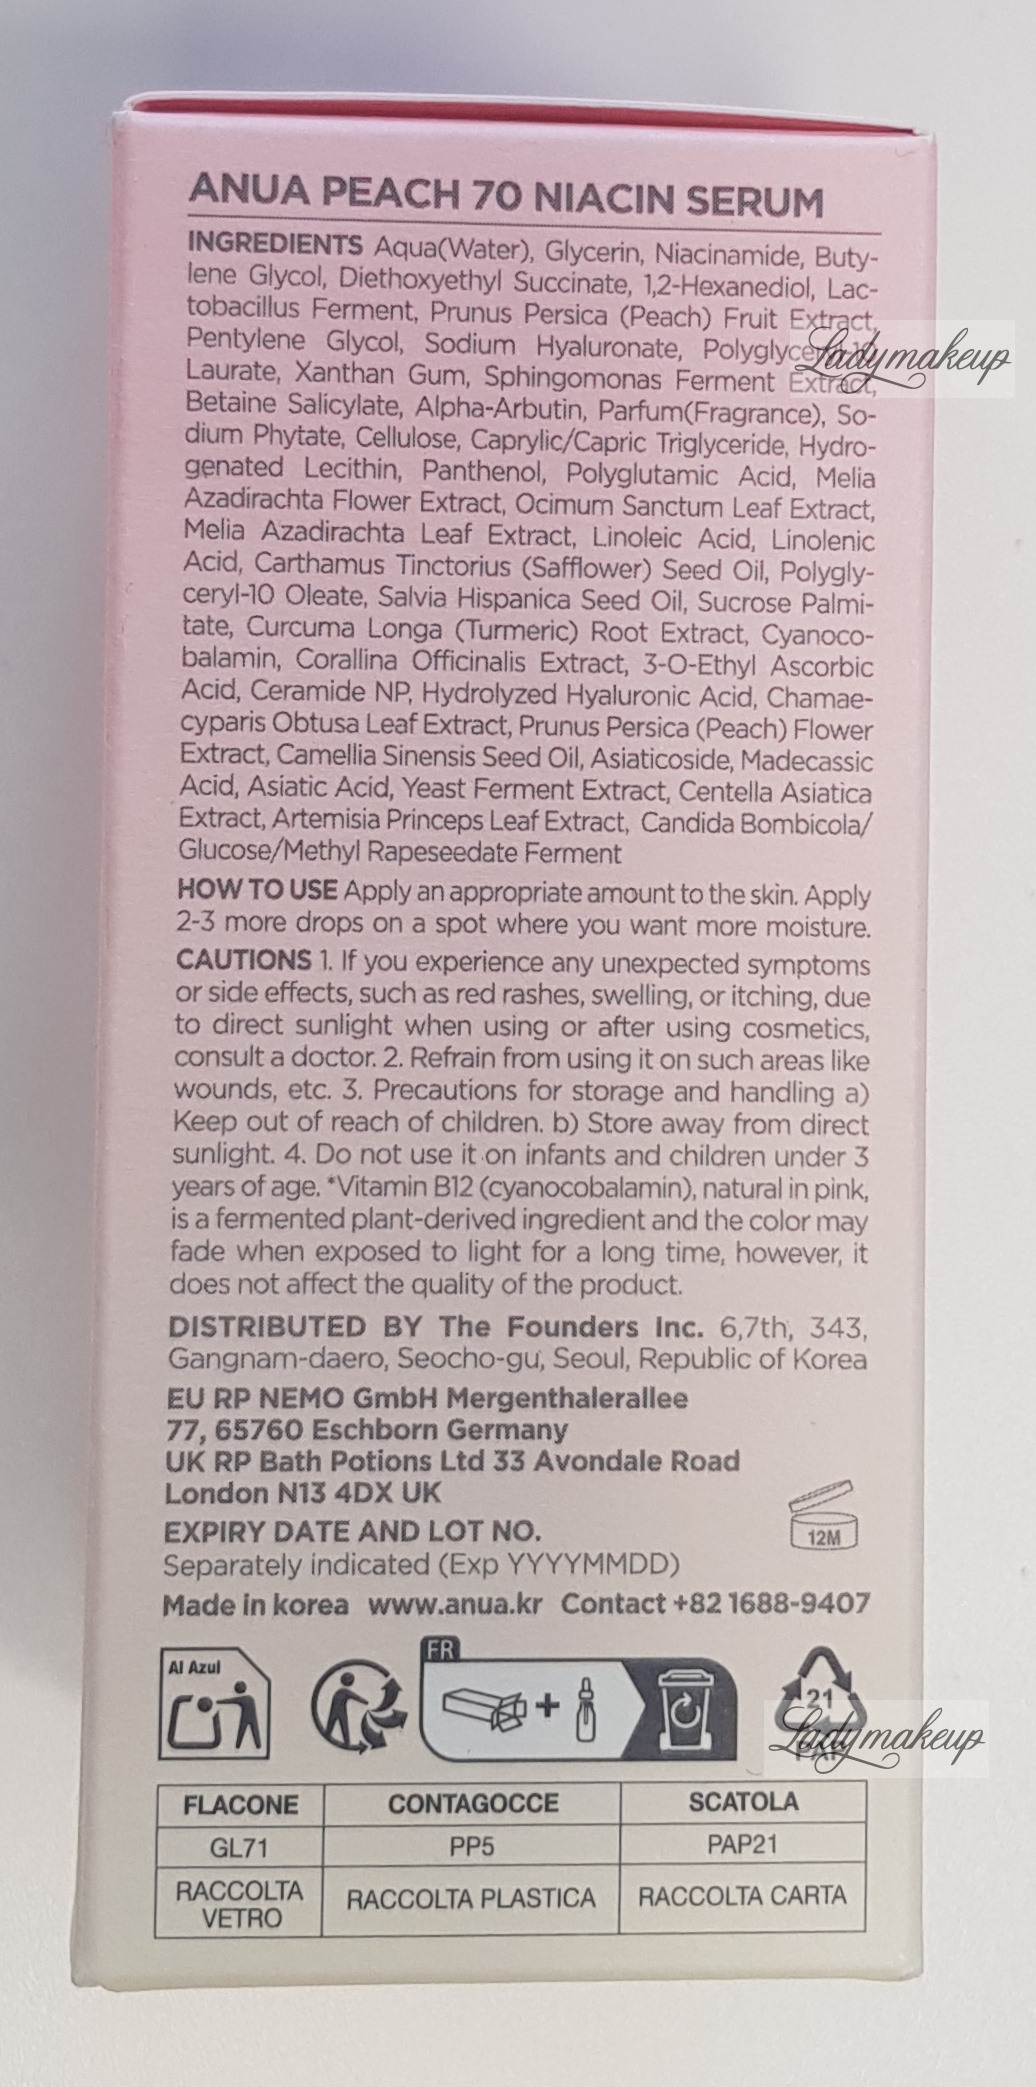 ANUA PEACH 70 NIACIN SERUM
INGREDIENTS Aqua(Water), Glycerin, Niacinamide, Buty-
lene Glycol, Diethoxyethyl Succinate, 1,2-Hexanediol, Lac-
tobacillus Ferment, Prunus Persica (Peach) Fruit Extract,
Pentylene Glycol, Sodium Hyaluronate, Polyglyceryl-10
Ladymakeup
Laurate, Xanthan Gum, Sphingomonas Ferment Extract,
Betaine Salicylate, Alpha-Arbutin, Parfum(Fragrance), So-
dium Phytate, Cellulose, Caprylic/Capric Triglyceride, Hydro-
genated Lecithin, Panthenol, Polyglutamic Acid, Melia
Azadirachta Flower Extract, Ocimum Sanctum Leaf Extract,
Melia Azadirachta Leaf Extract, Linoleic Acid, Linolenic
Acid, Carthamus Tinctorius (Safflower) Seed Oil, Polygly-
ceryl-10 Oleate, Salvia Hispanica Seed Oil, Sucrose Palmi-
tate, Curcuma Longa (Turmeric) Root Extract, Cyanoco-
balamin, Corallina Officinalis Extract, 3-O-Ethyl Ascorbic
Acid, Ceramide NP, Hydrolyzed Hyaluronic Acid, Chamae-
cyparis Obtusa Leaf Extract, Prunus Persica (Peach) Flower
Extract, Camellia Sinensis Seed Oil, Asiaticoside, Madecassic
Acid, Asiatic Acid, Yeast Ferment Extract, Centella Asiatica
Extract, Artemisia Princeps Leaf Extract, Candida Bombicola/
Glucose/Methyl Rapeseedate Ferment
HOW TO USE Apply an appropriate amount to the skin. Apply
2-3 more drops on a spot where you want more moisture.
CAUTIONS 1. If you experience any unexpected symptoms
or side effects, such as red rashes, swelling, or itching, due
to direct sunlight when using or after using cosmetics,
consult a doctor. 2. Refrain from using it on such areas like
wounds, etc. 3. Precautions for storage and handling a)
Keep out of reach of children. b) Store away from direct
sunlight. 4. Do not use it on infants and children under 3
years of age. *Vitamin B12 (cyanocobalamin), natural in pink,
is a fermented plant-derived ingredient and the color may
fade when exposed to light for a long time, however, it
does not affect the quality of the product.
DISTRIBUTED BY The Founders Inc. 6,7th, 343,
Gangnam-daero, Seocho-gu, Seoul, Republic of Korea
EU RP NEMO GmbH Mergenthalerallee
77, 65760 Eschborn Germany
UK RP Bath Potions Ltd 33 Avondale Road
London N13 4DX UK
EXPIRY DATE AND LOT NO.
12M
Separately indicated (Exp YYYYMMDD)
Made in korea www.anua.kr Contact +82 1688-9407
FR
Al Azul
21
Ladymakeup
PAP
FLACONE CONTAGOCCE SCATOLA
GL71 PP5 PAP21
RACCOLTA VETRO RACCOLTA PLASTICA RACCOLTA CARTA